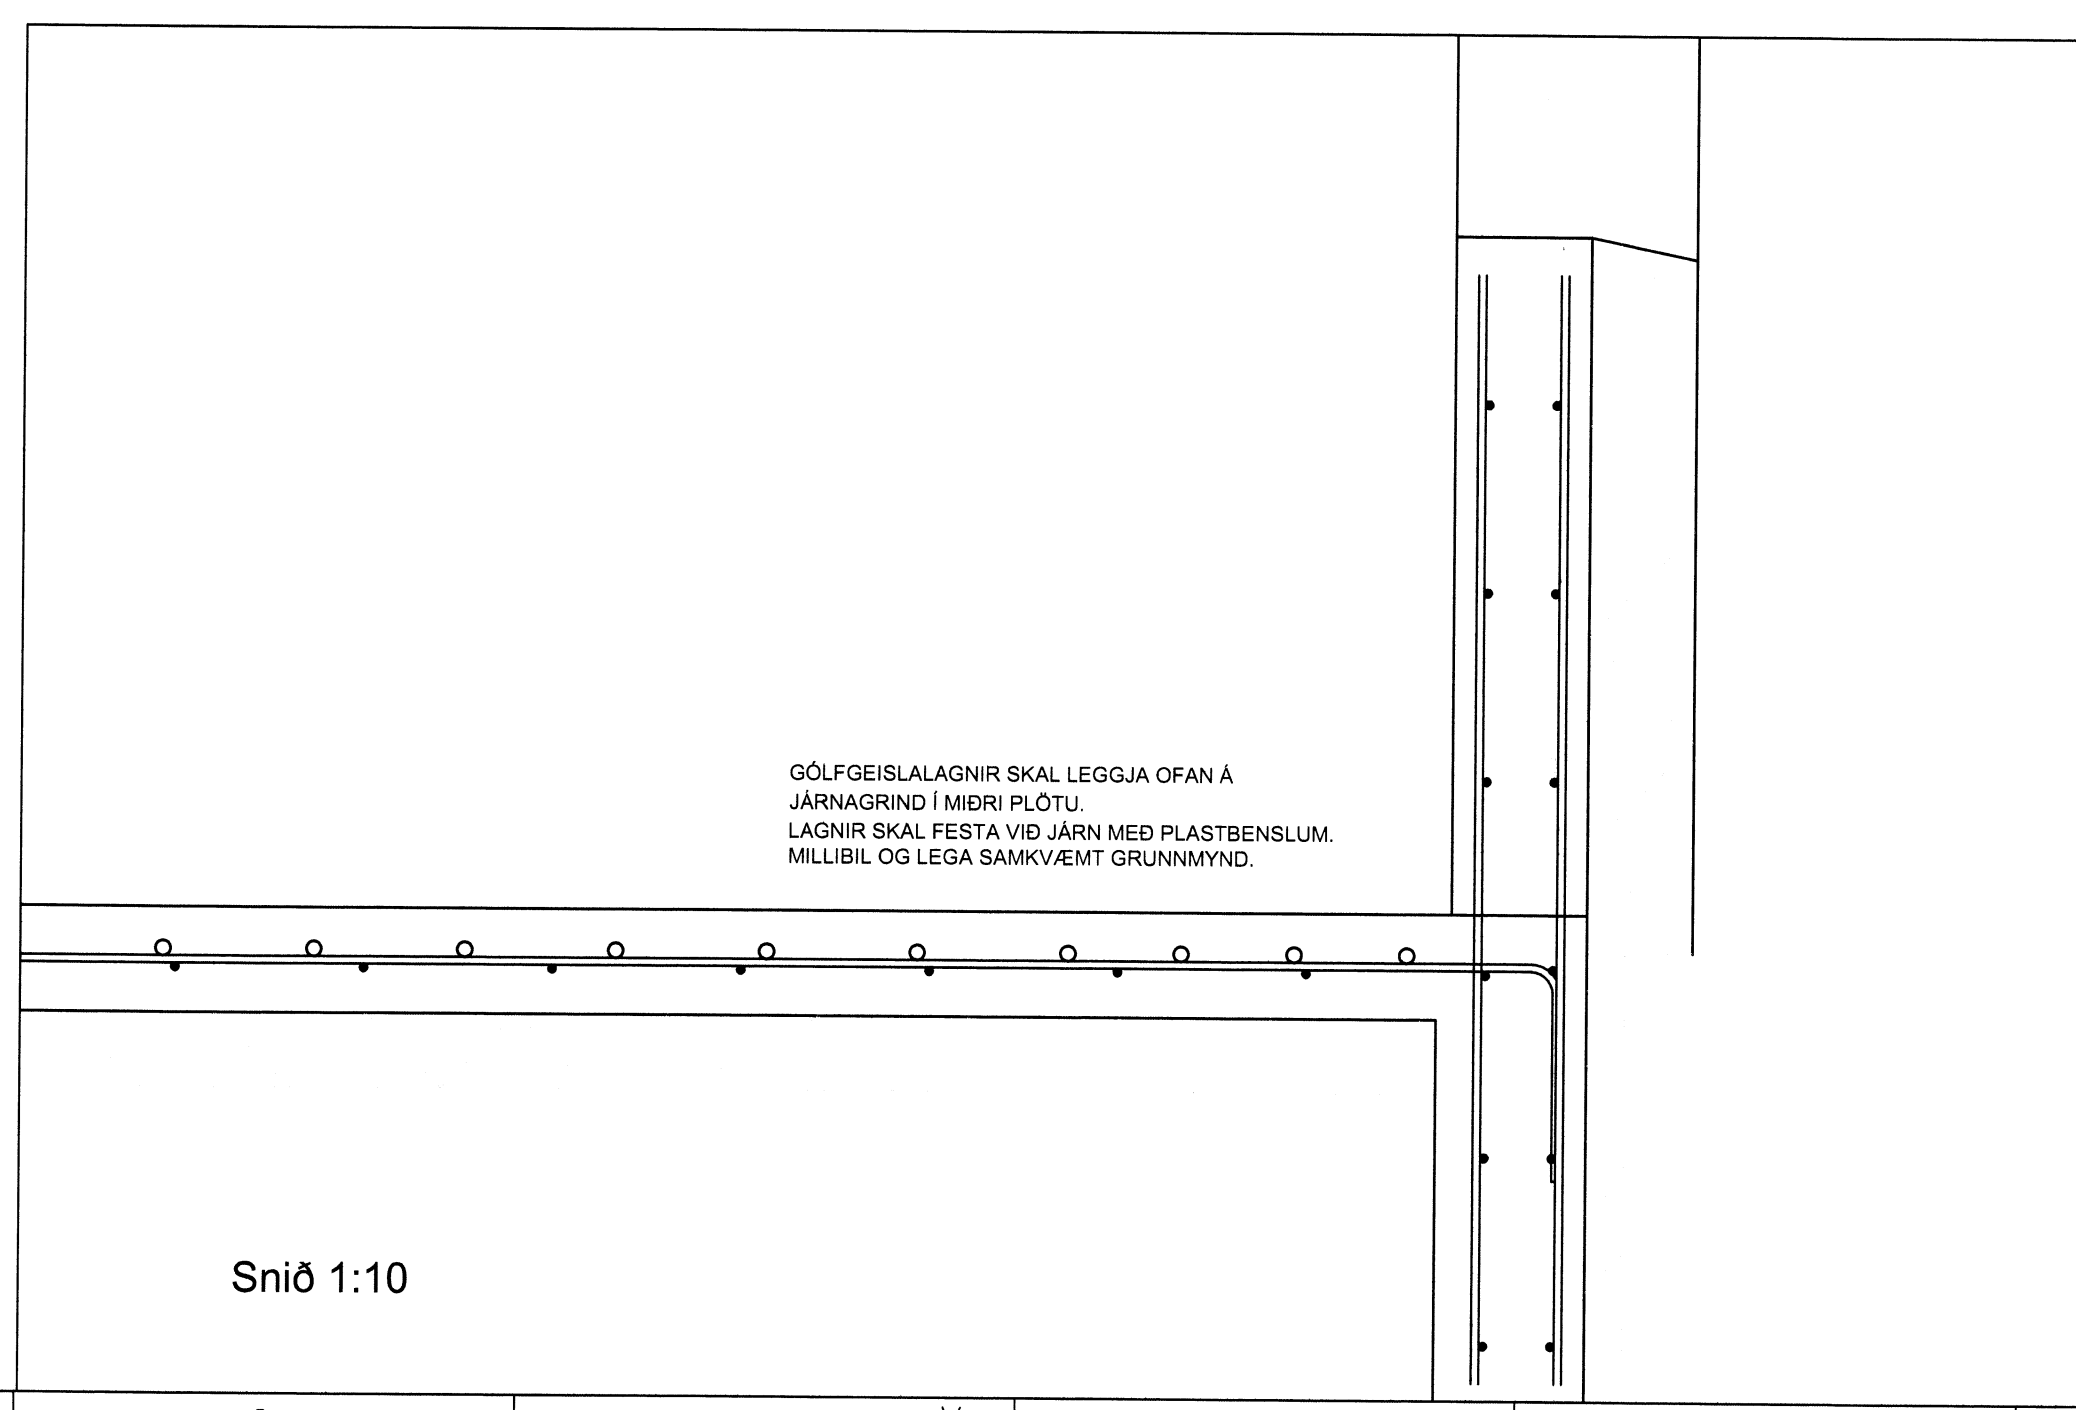 GÓLFGEISLALAGNIR SKAL LEGGJA OFAN Á
JÁRNAGRIND Í MIÐRI PLÖTU.
LAGNIR SKAL FESTA VIÐ JÁRN MEÐ PLASTBENSLUM.
MILLIBIL OG LEGA SAMKVÆMT GRUNNMYND.
Snið 1:10